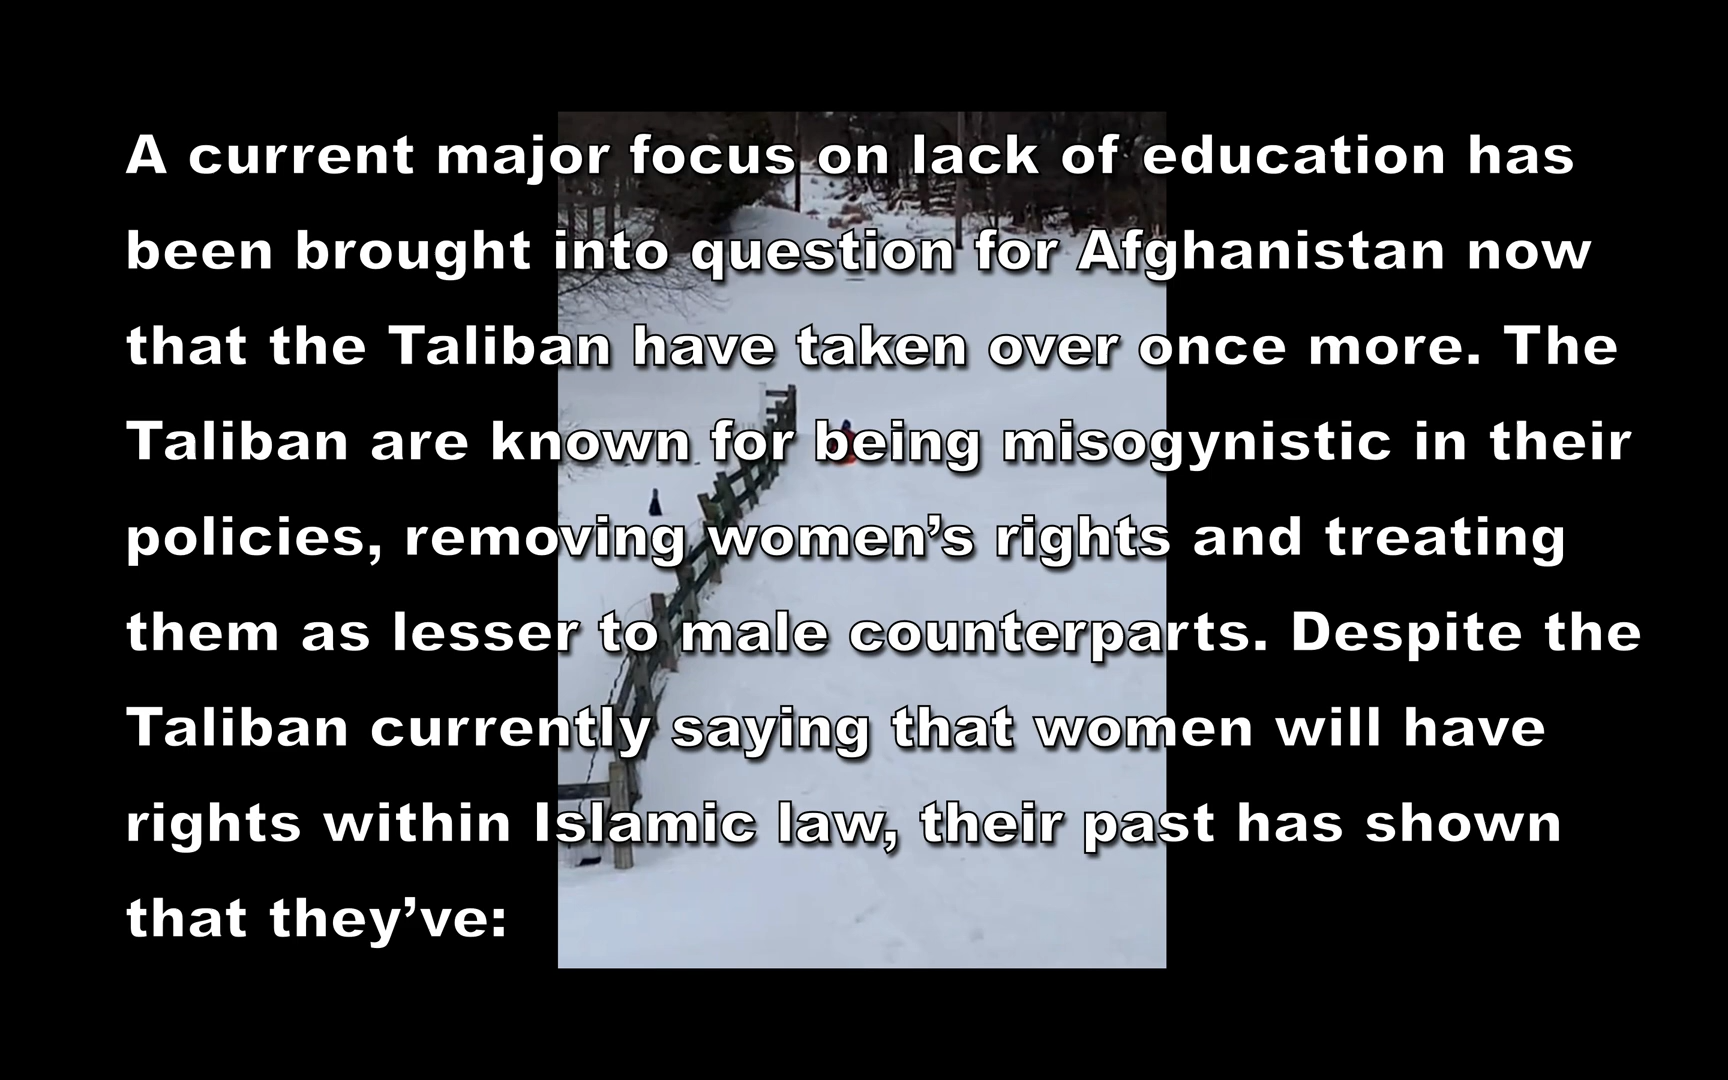 A current major focus on lack of education has
been brought into question for Afghanistan now
that the Taliban have taken over once more. The
Taliban are known for being misogynistic in their
policies, removing women’s rights and treating
them as lesser to male counterparts. Despite the
Taliban currently saying that women will have
rights within Islamic law, their past has shown
that they’ve: